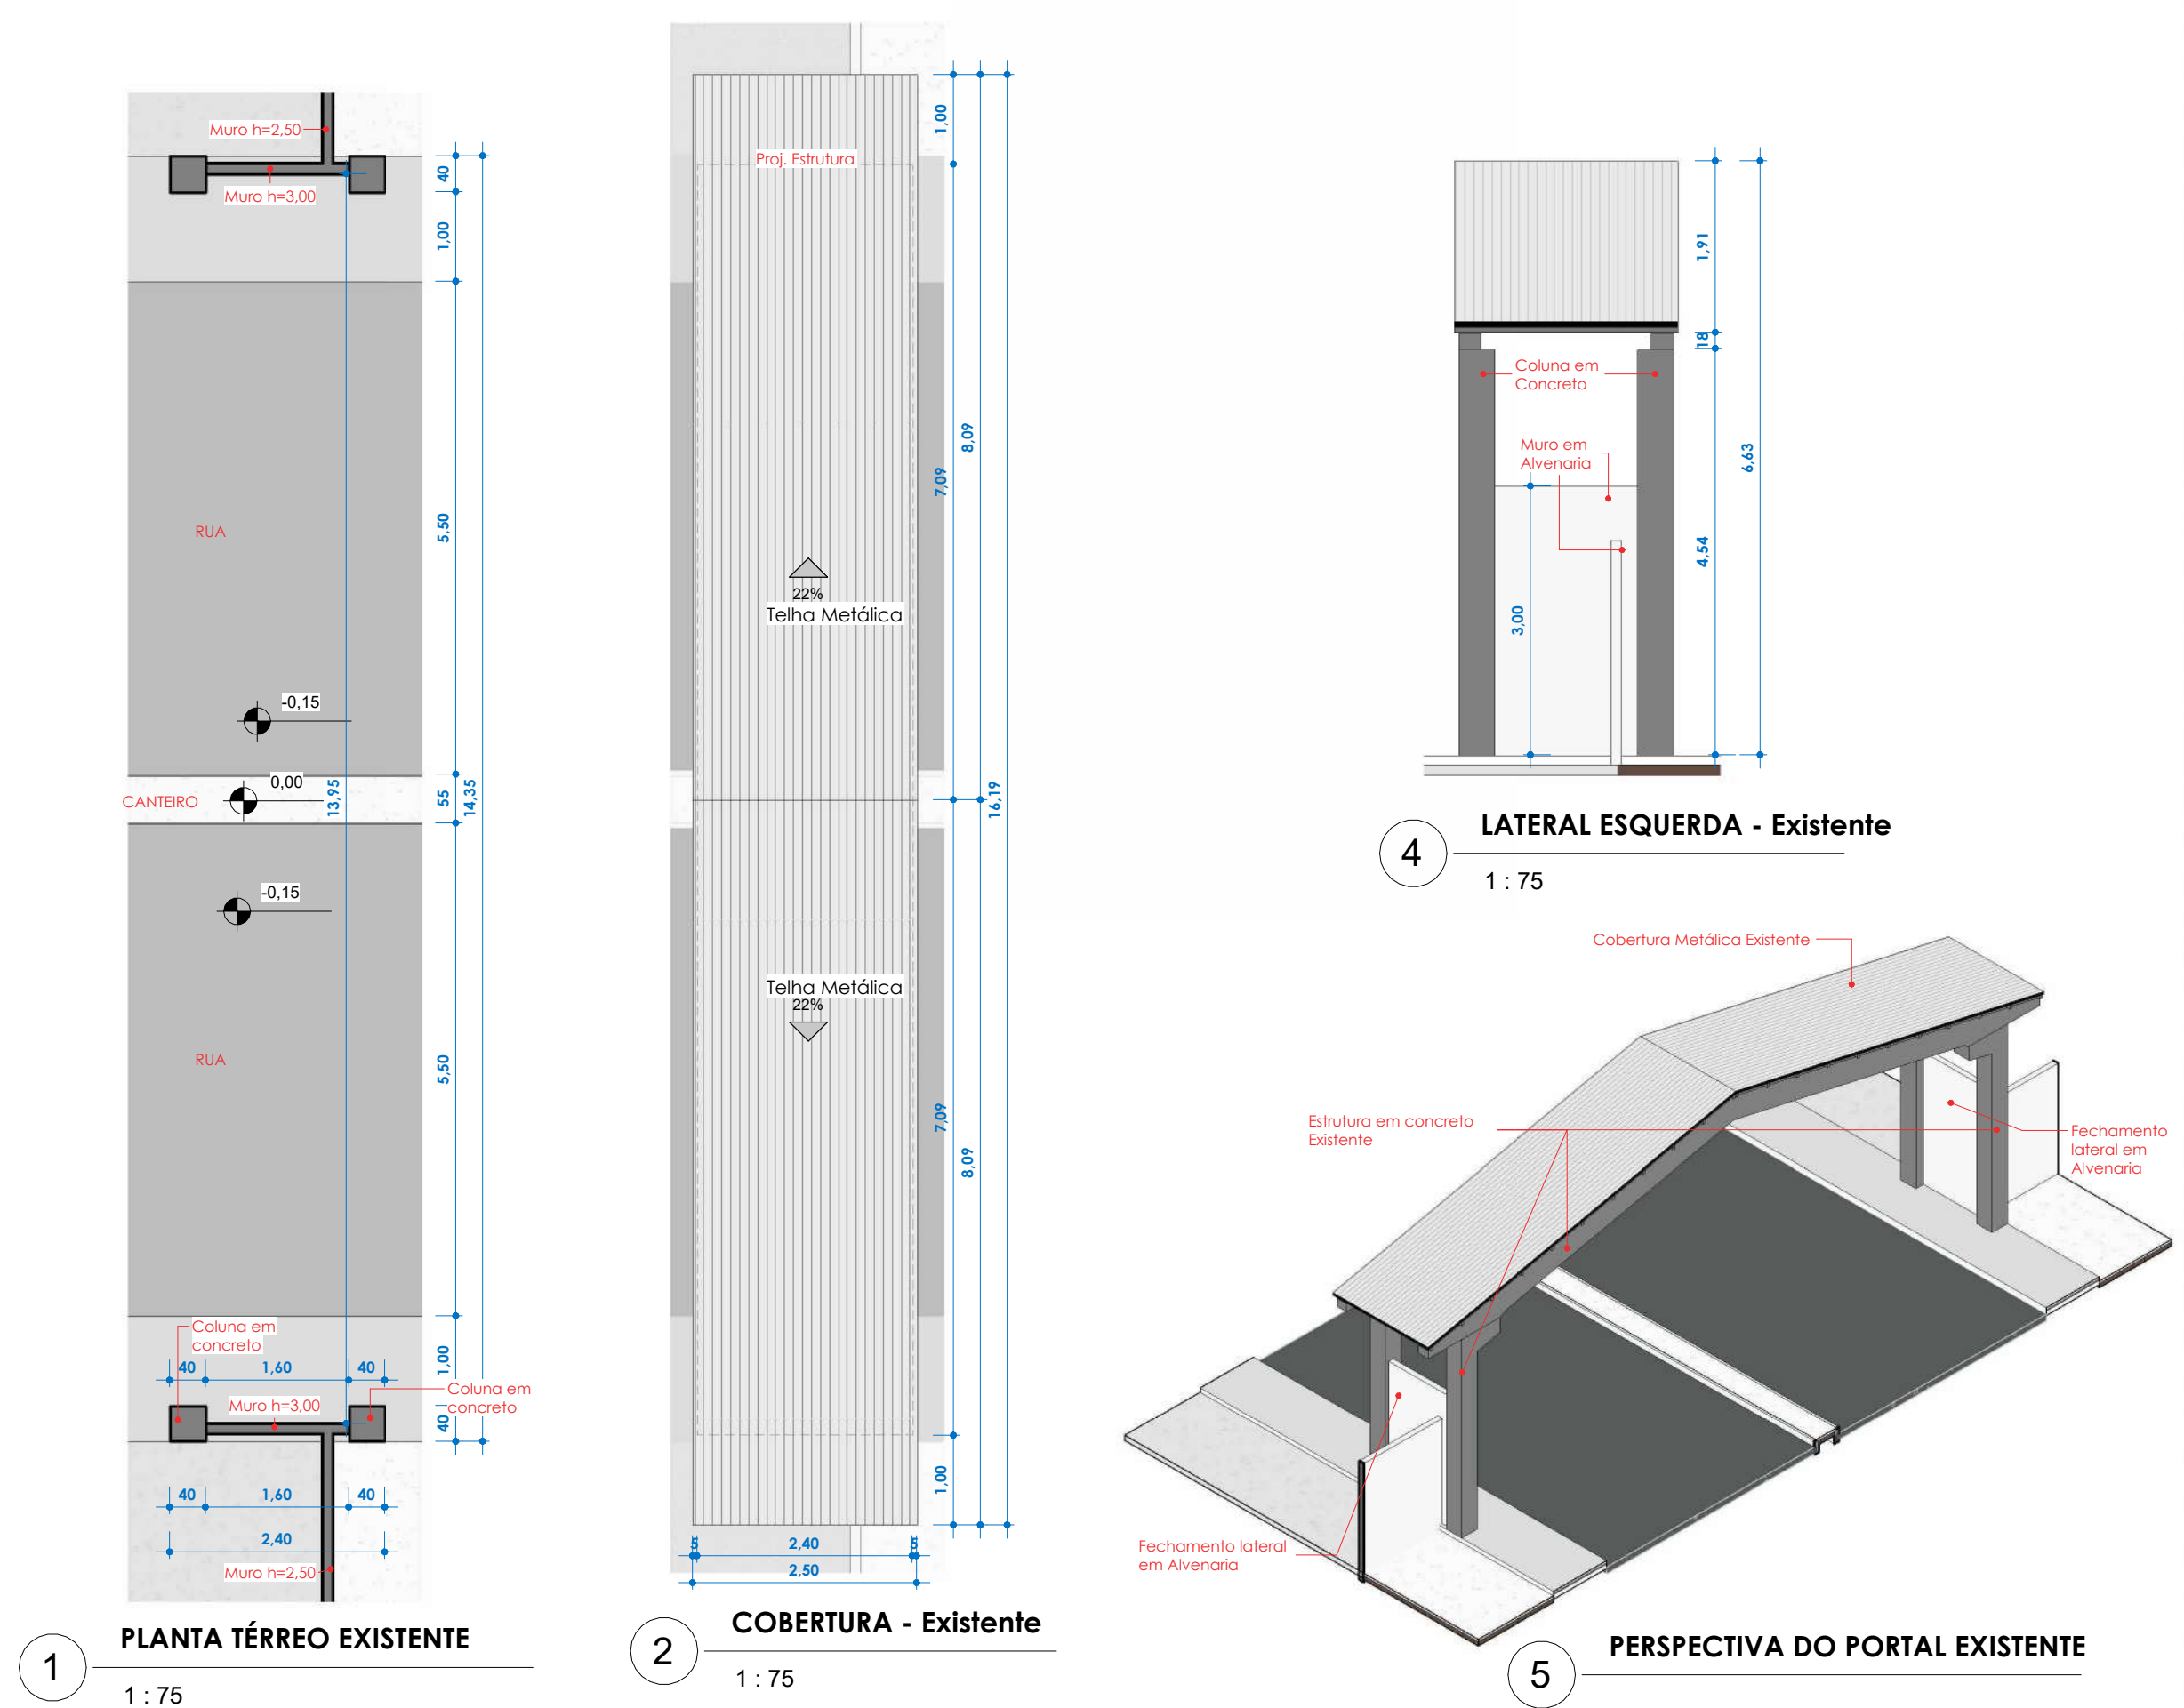 Muro h=2,50
Muro h=3,00
40
1,00
RUA
5,50
-0,15
0,00
CANTEIRO
13,95
55
14,35
-0,15
RUA
5,50
Coluna em
concreto
1,00
40
1,60
40
Coluna em
concreto
Muro h=3,00
40
40
1,60
40
2,40
Muro h=2,50
1
PLANTA TÉRREO EXISTENTE
1 : 75
1,00
Proj. Estrutura
8,09
7,09
22%
Telha Metálica
16,19
Telha Metálica
22%
7,09
8,09
1,00
5
2,40
5
2,50
2
COBERTURA - Existente
1 : 75
1,91
18
Coluna em
Concreto
Muro em
Alvenaria
6,63
4,54
3,00
4
LATERAL ESQUERDA - Existente
1 : 75
Cobertura Metálica Existente
Estrutura em concreto
Existente
Fechamento
lateral em
Alvenaria
Fechamento lateral
em Alvenaria
5
PERSPECTIVA DO PORTAL EXISTENTE